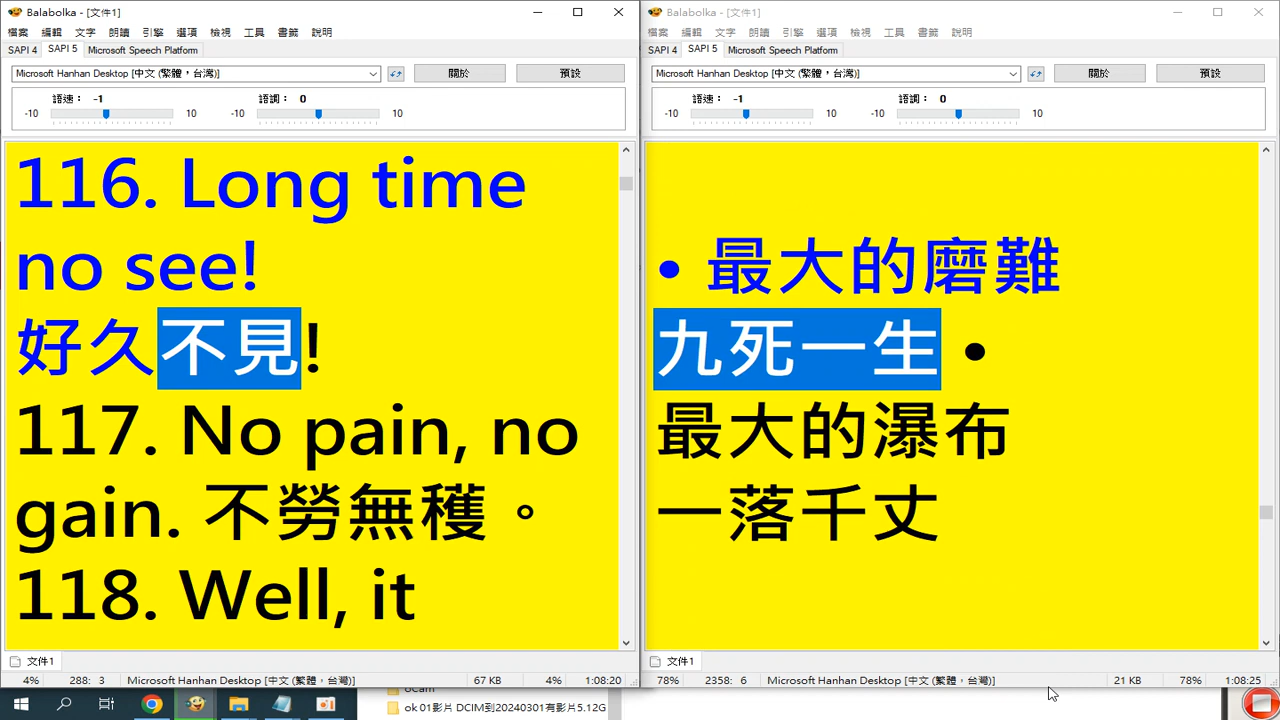 Balabolka - [文件1]
檔案 編輯 文字 朗讀 引擎 選項 檢視 工具 書籤 說明
SAPI 4 SAPI 5 Microsoft Speech Platform
Microsoft Hanhan Desktop [中文 (繁體，台灣)] 關於 預設
語速： -1 語調： 0
-10 10 -10 10
116. Long time
no see!
好久不見!
117. No pain, no
gain. 不勞無穫。
118. Well, it
文件1
4% 288: 3 Microsoft Hanhan Desktop [中文 (繁體，台灣)] 67 KB 4% 1:08:20
Balabolka - [文件1]
檔案 編輯 文字 朗讀 引擎 選項 檢視 工具 書籤 說明
SAPI 4 SAPI 5 Microsoft Speech Platform
Microsoft Hanhan Desktop [中文 (繁體，台灣)] 關於 預設
語速： -1 語調： 0
-10 10 -10 10
• 最大的磨難
九死一生 •
最大的瀑布
一落千丈
文件1
78% 2358: 6 Microsoft Hanhan Desktop [中文 (繁體，台灣)] 21 KB 78% 1:08:25
oCam
ok 01影片 DCIM到20240301有影片5.12G